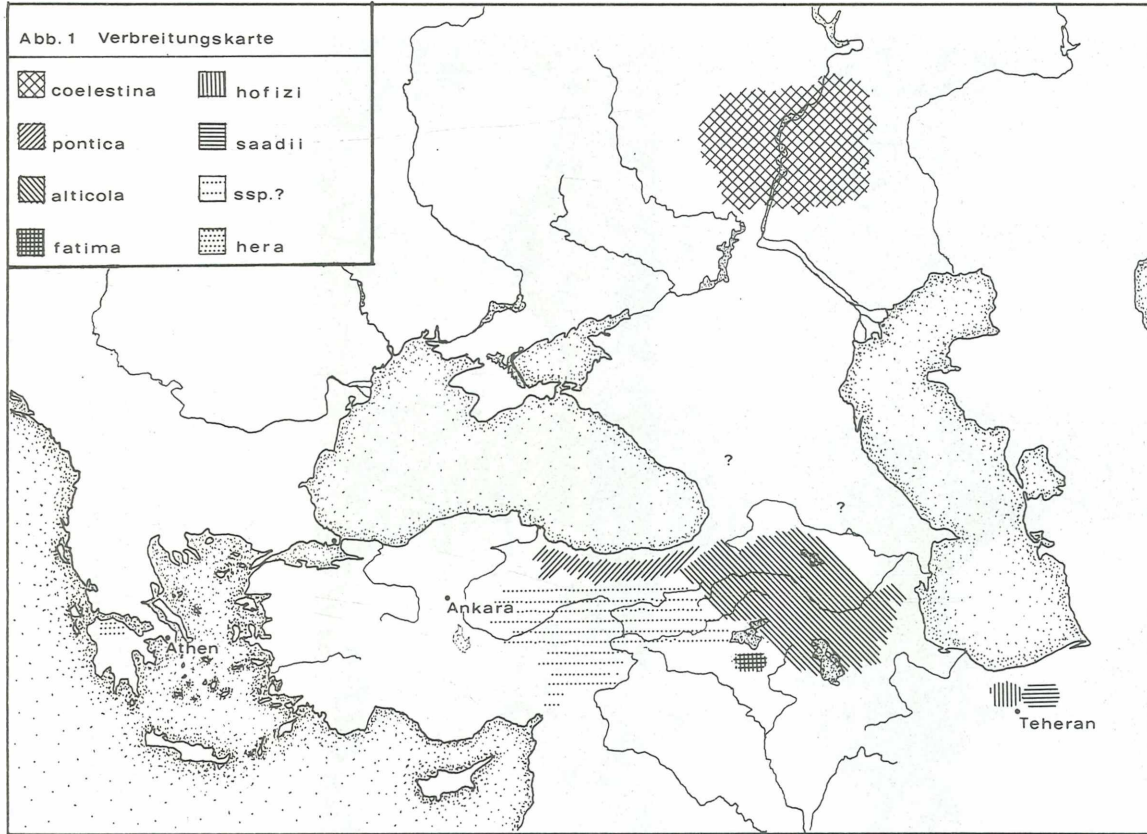 Abb. 1 Verbreitungskarte
coelestina hofizi
pontica saadii
alticola ssp.?
fatima hera
?
?
Ankara
Athen
Teheran